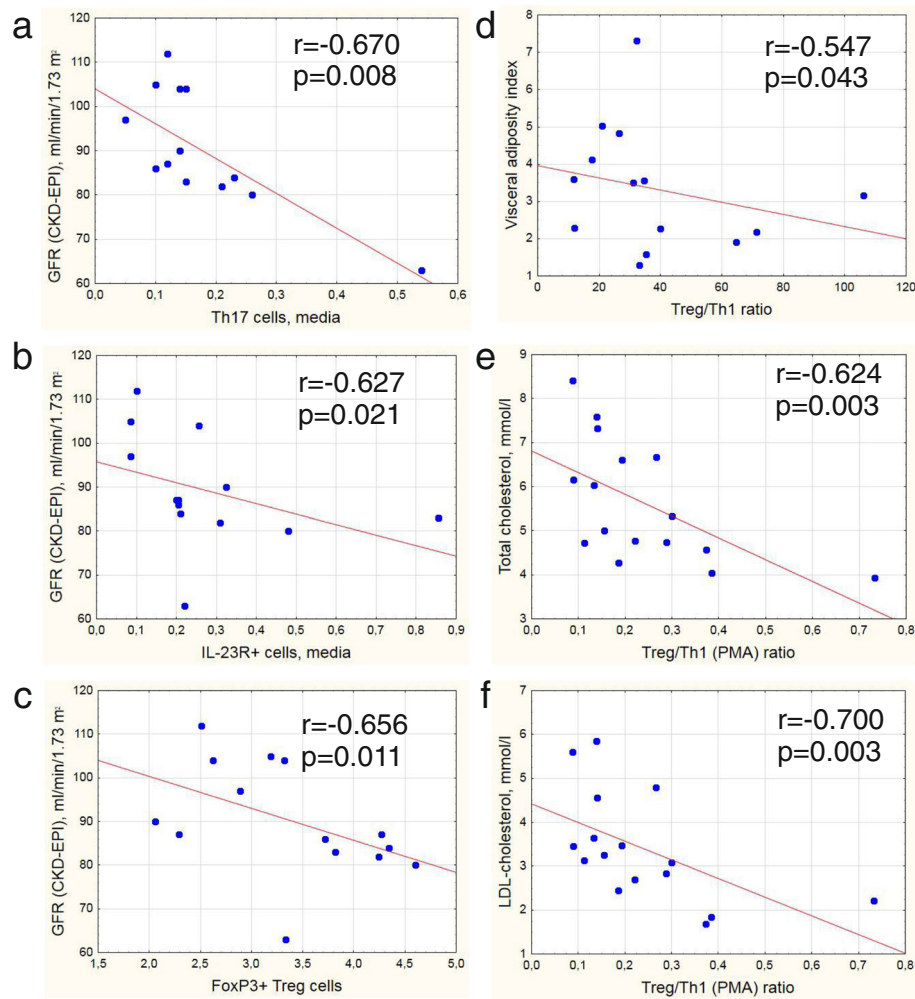 a
r=-0.670
p=0.008
120
110
100
90
80
70
60
GFR (CKD-EPI), ml/min/1.73 m²
0,0 0,1 0,2 0,3 0,4 0,5 0,6
Th17 cells, media
b
r=-0.627
p=0.021
120
110
100
90
80
70
60
GFR (CKD-EPI), ml/min/1.73 m²
0,0 0,1 0,2 0,3 0,4 0,5 0,6 0,7 0,8 0,9
IL-23R+ cells, media
c
r=-0.656
p=0.011
120
110
100
90
80
70
60
GFR (CKD-EPI), ml/min/1.73 m²
1,5 2,0 2,5 3,0 3,5 4,0 4,5 5,0
FoxP3+ Treg cells
d
r=-0.547
p=0.043
8
7
6
5
4
3
2
1
Visceral adiposity index
0 20 40 60 80 100 120
Treg/Th1 ratio
e
r=-0.624
p=0.003
9
8
7
6
5
4
3
Total cholesterol, mmol/l
0,0 0,1 0,2 0,3 0,4 0,5 0,6 0,7 0,8
Treg/Th1 (PMA) ratio
f
r=-0.700
p=0.003
7
6
5
4
3
2
1
LDL-cholesterol, mmol/l
0,0 0,1 0,2 0,3 0,4 0,5 0,6 0,7 0,8
Treg/Th1 (PMA) ratio